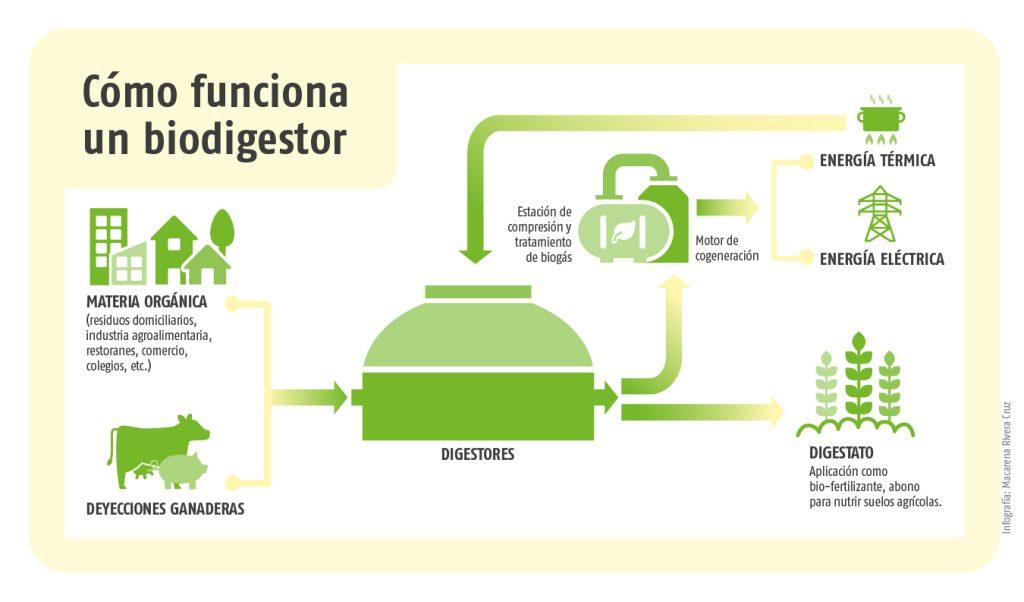 Cómo funciona
un biodigestor
MATERIA ORGÁNICA
(residuos domiciliarios,
industria agroalimentaria,
restoranes, comercio,
colegios, etc.)
DEYECCIONES GANADERAS
DIGESTORES
Estación de
compresión y
tratamiento
de biogás
Motor de
cogeneración
ENERGÍA TÉRMICA
ENERGÍA ELÉCTRICA
DIGESTATO
Aplicación como
bio-fertilizante, abono
para nutrir suelos agrícolas.
Infografía: Macarena Rivera Cruz